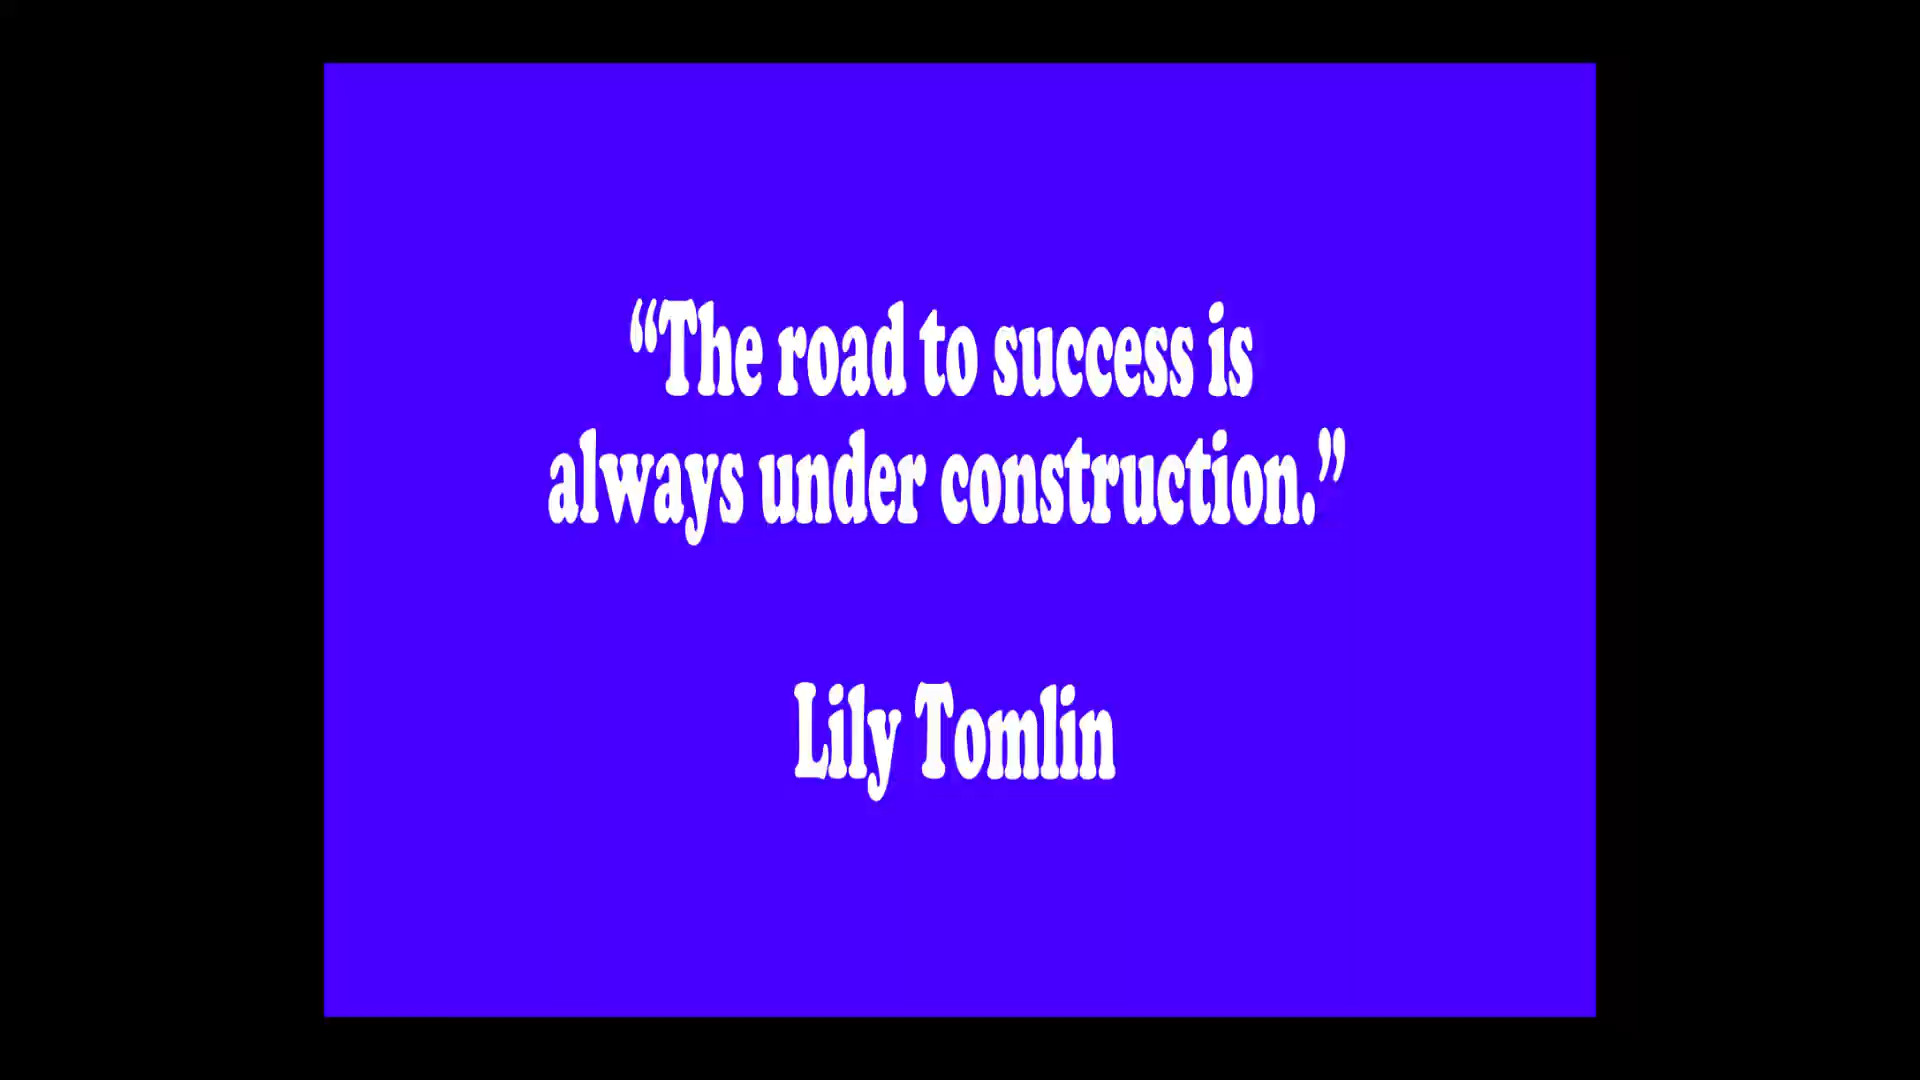 “The road to success is
always under construction.”
Lily Tomlin